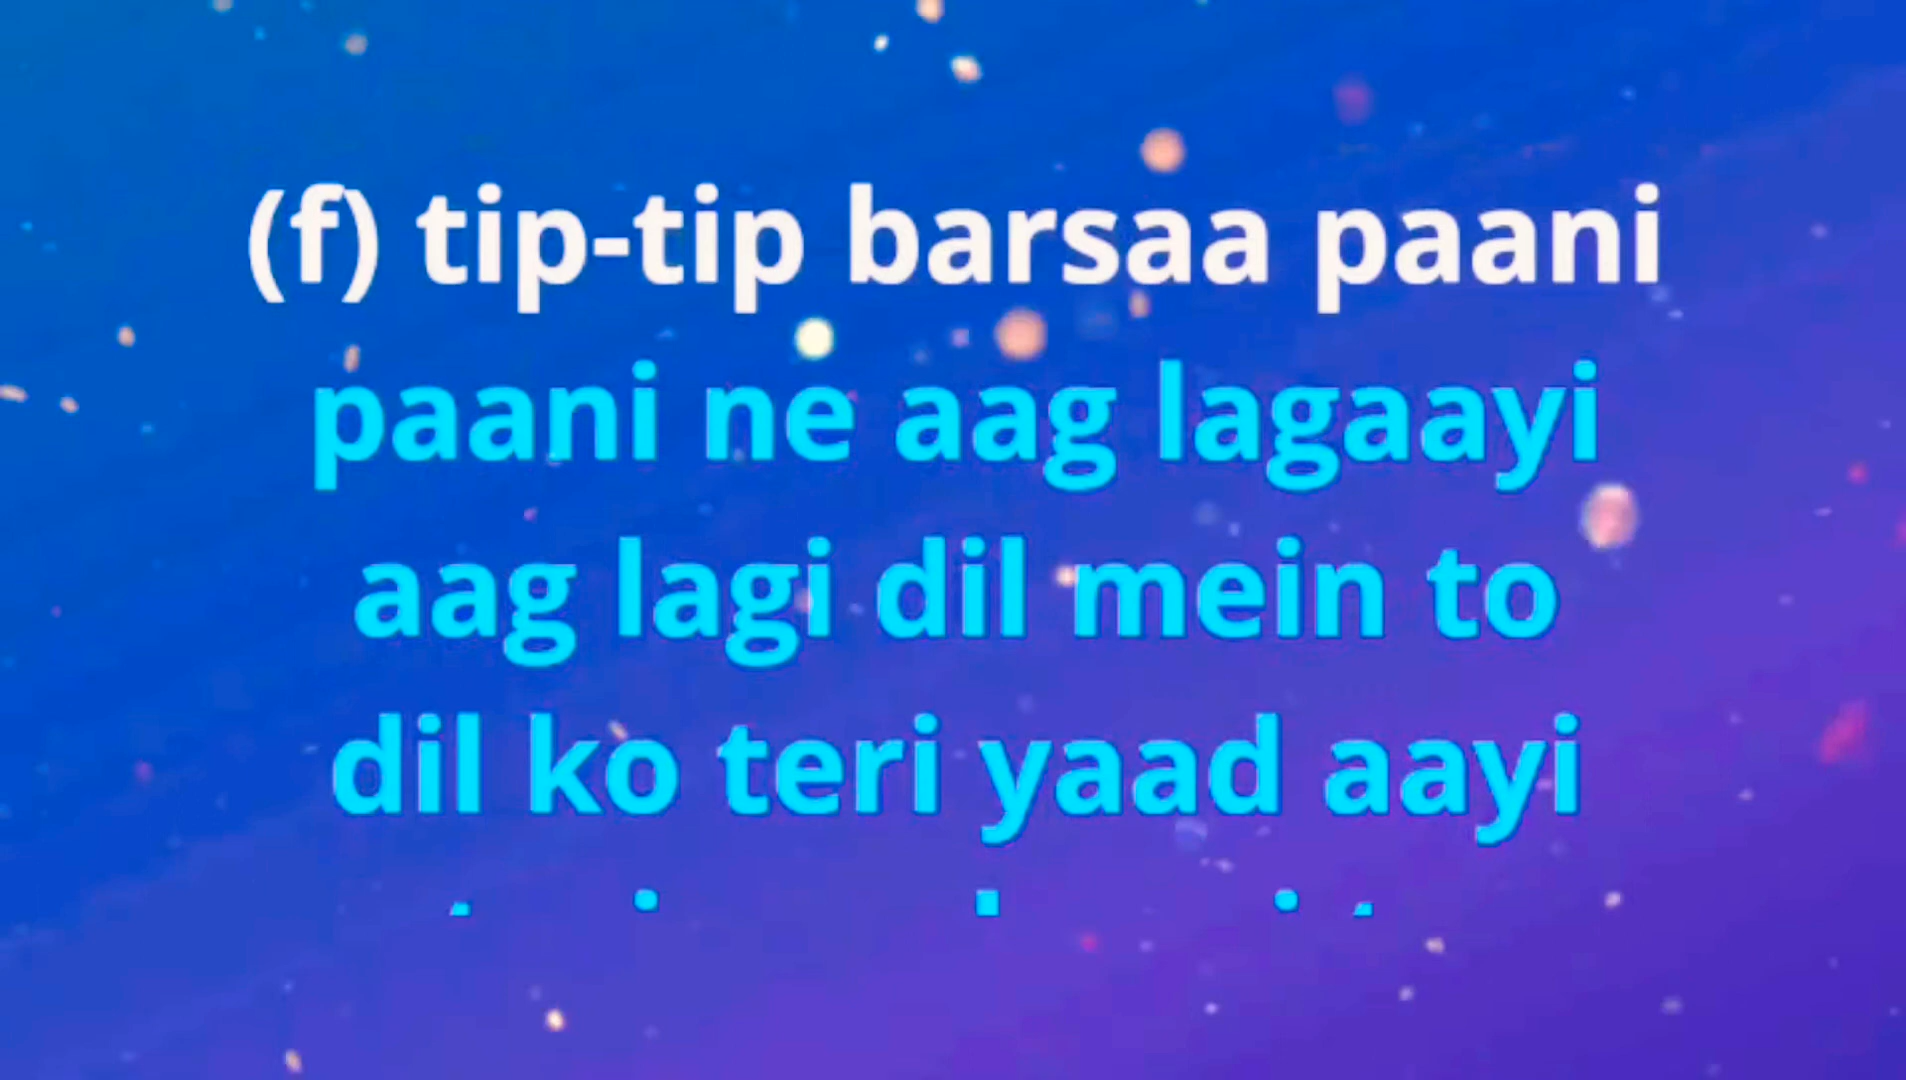 (f) tip-tip barsaa paani
paani ne aag lagaayi
aag lagi dil mein to
dil ko teri yaad aayi